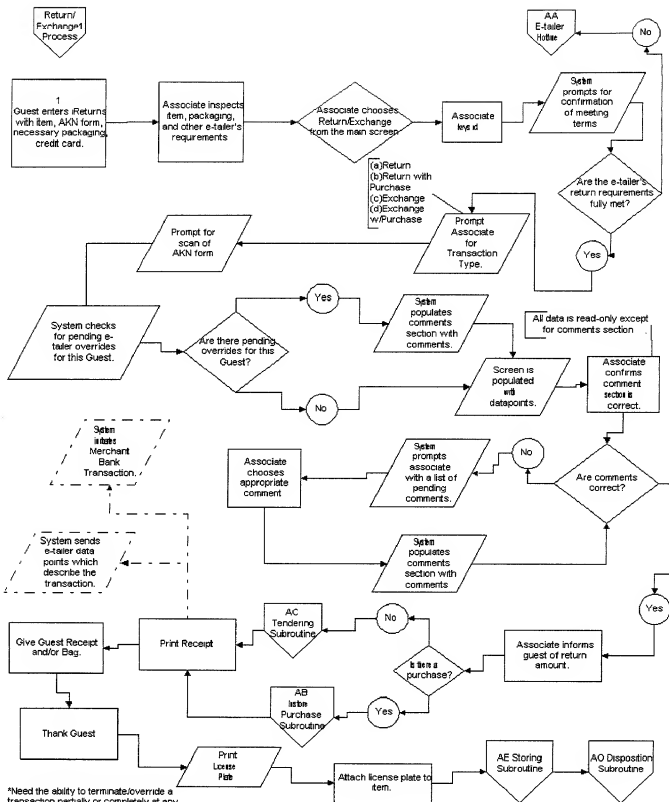 Return/
Exchange1
Process
AA
E-tailer
Hotline
No
1
Guest enters iReturns
with item, AKN form,
necessary packaging,
credit card.
Associate inspects
item, packaging,
and other e-tailer's
requirements
Associate chooses
Return/Exchange
from the main screen
Associate
keys id
System
prompts for
confirmation
of meeting
terms
(a)Return
(b)Return with
Purchase
(c)Exchange
(d)Exchange
w/Purchase
Are the e-tailer's
return requirements
fully met?
Prompt for
scan of
AKN form
Prompt
Associate
for
Transaction
Type.
Yes
System checks
for pending e-
tailer overrides
for this Guest.
Are there pending
overrides for this
Guest?
Yes
System
populates
comments
section with
comments.
All data is read-only except
for comments section
No
Screen is
populated
with
datapoints.
Associate
confirms
comment
section is
correct.
System
initiates
Merchant
Bank
Transaction.
Associate
chooses
appropriate
comment
System
prompts
associate
with a list of
pending
comments.
No
Are comments
correct?
System sends
e-tailer data
points which
describe the
transaction.
System
populates
comments
section with
comments
Yes
Give Guest Receipt
and/or Bag.
Print Receipt
AC
Tendering
Subroutine
No
Is there a
purchase?
Associate informs
guest of return
amount.
AB
Instore
Purchase
Subroutine
Yes
Thank Guest
Print
License
Plate
Attach license plate to
item.
AE Storing
Subroutine
AO Disposition
Subroutine
*Need the ability to terminate/override a
transaction partially or completely at any